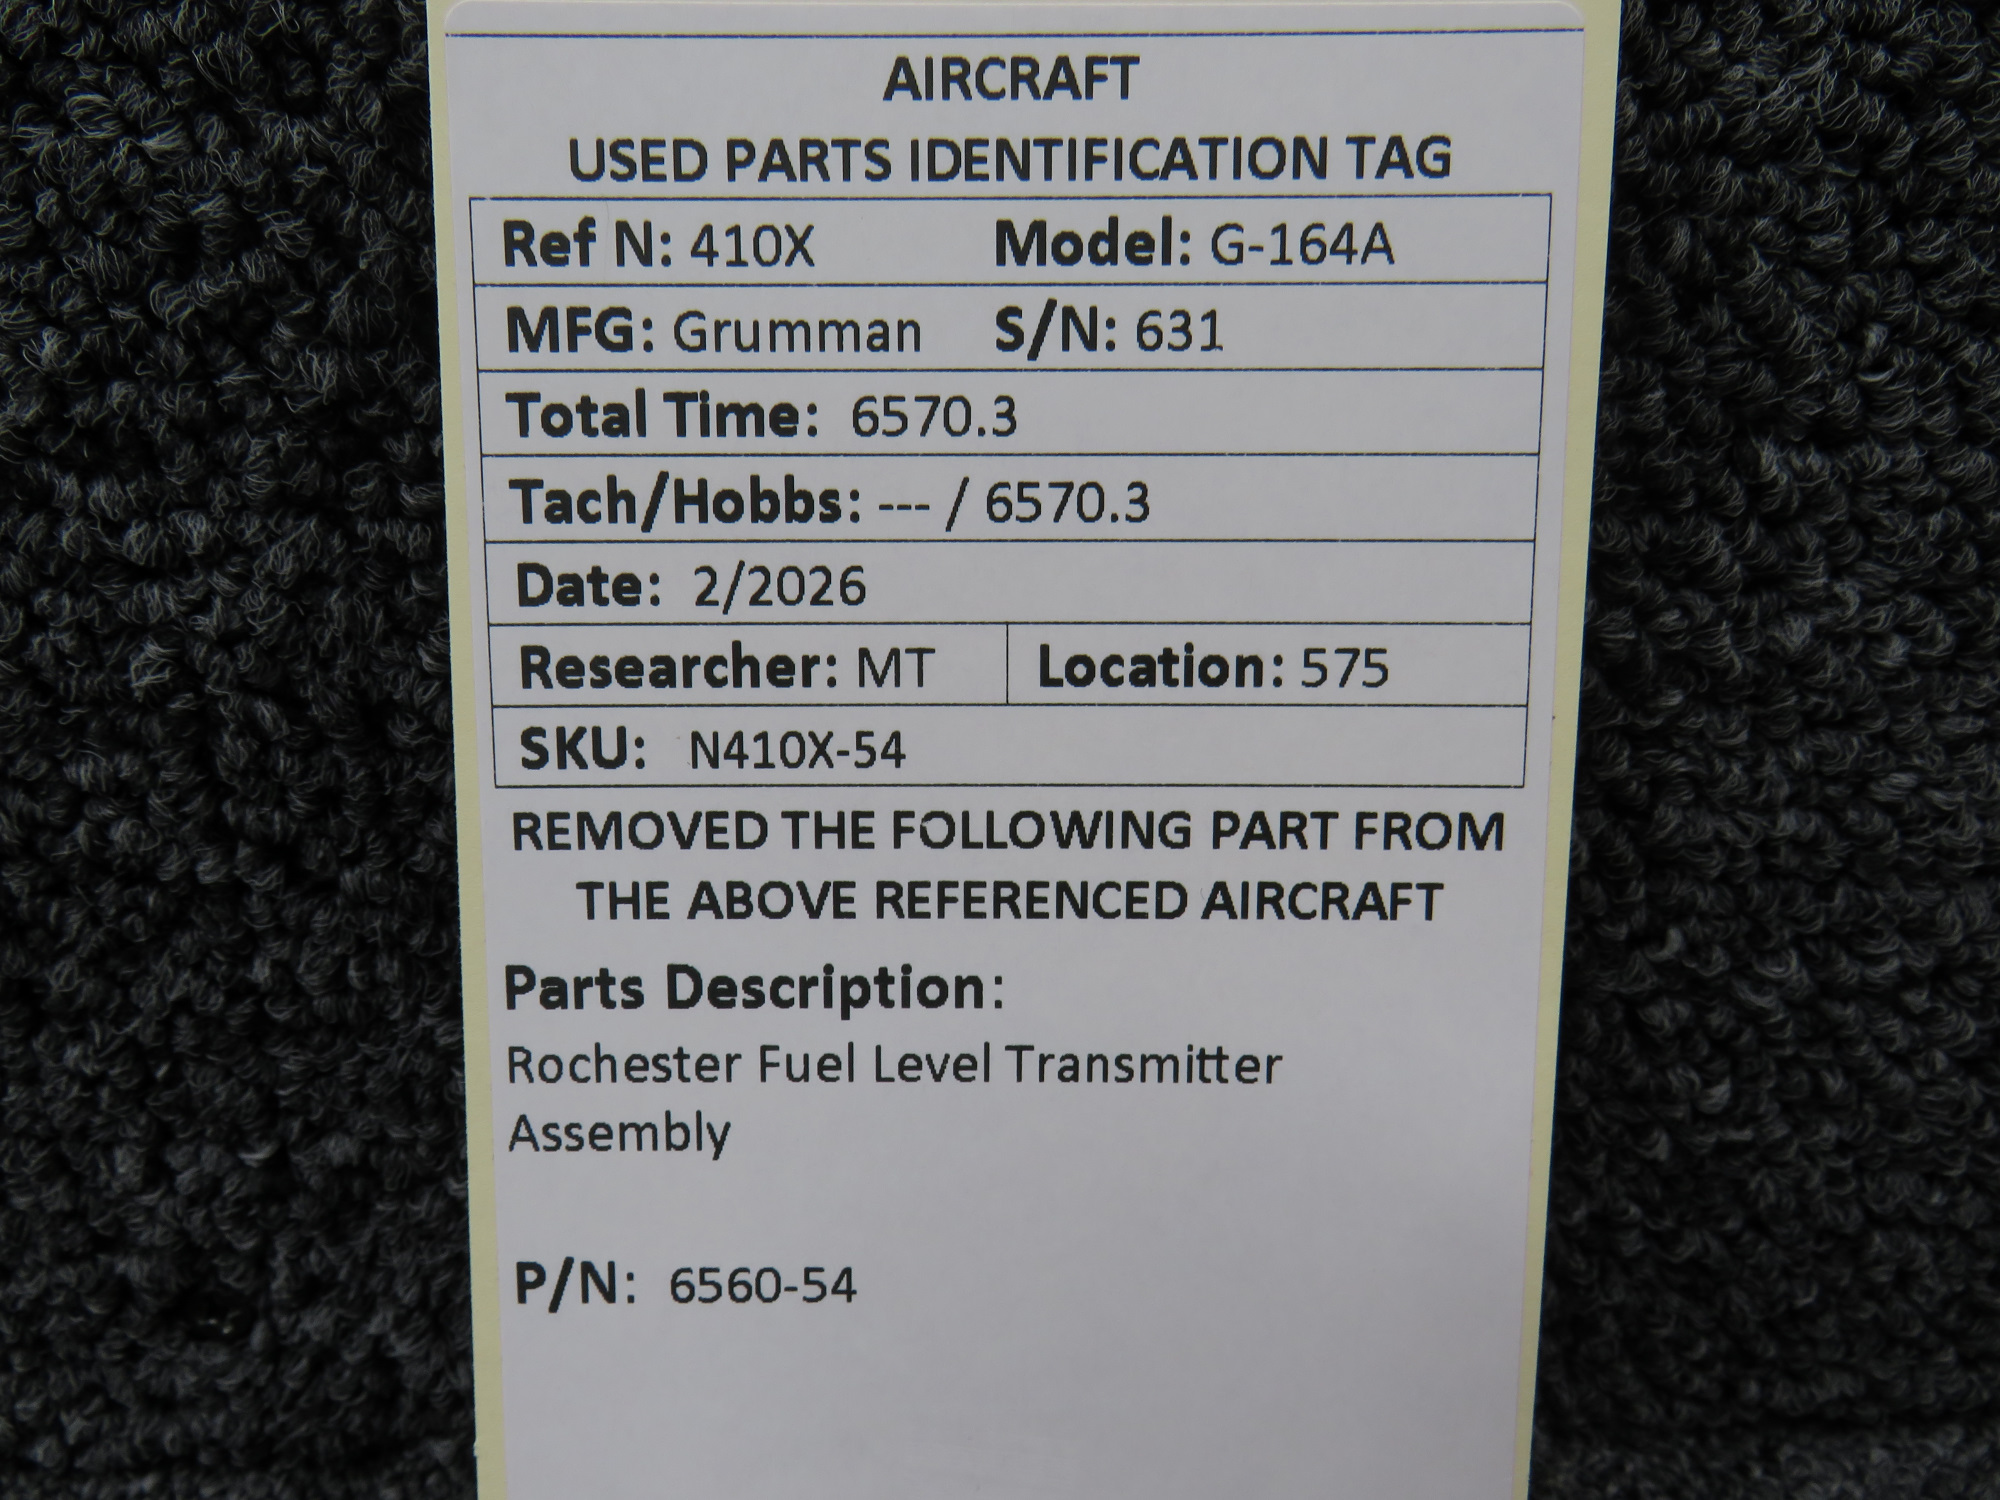 AIRCRAFT
USED PARTS IDENTIFICATION TAG
Ref N: 410X Model: G-164A
MFG: Grumman S/N: 631
Total Time: 6570.3
Tach/Hobbs: --- / 6570.3
Date: 2/2026
Researcher: MT Location: 575
SKU: N410X-54
REMOVED THE FOLLOWING PART FROM
THE ABOVE REFERENCED AIRCRAFT
Parts Description:
Rochester Fuel Level Transmitter
Assembly
P/N: 6560-54